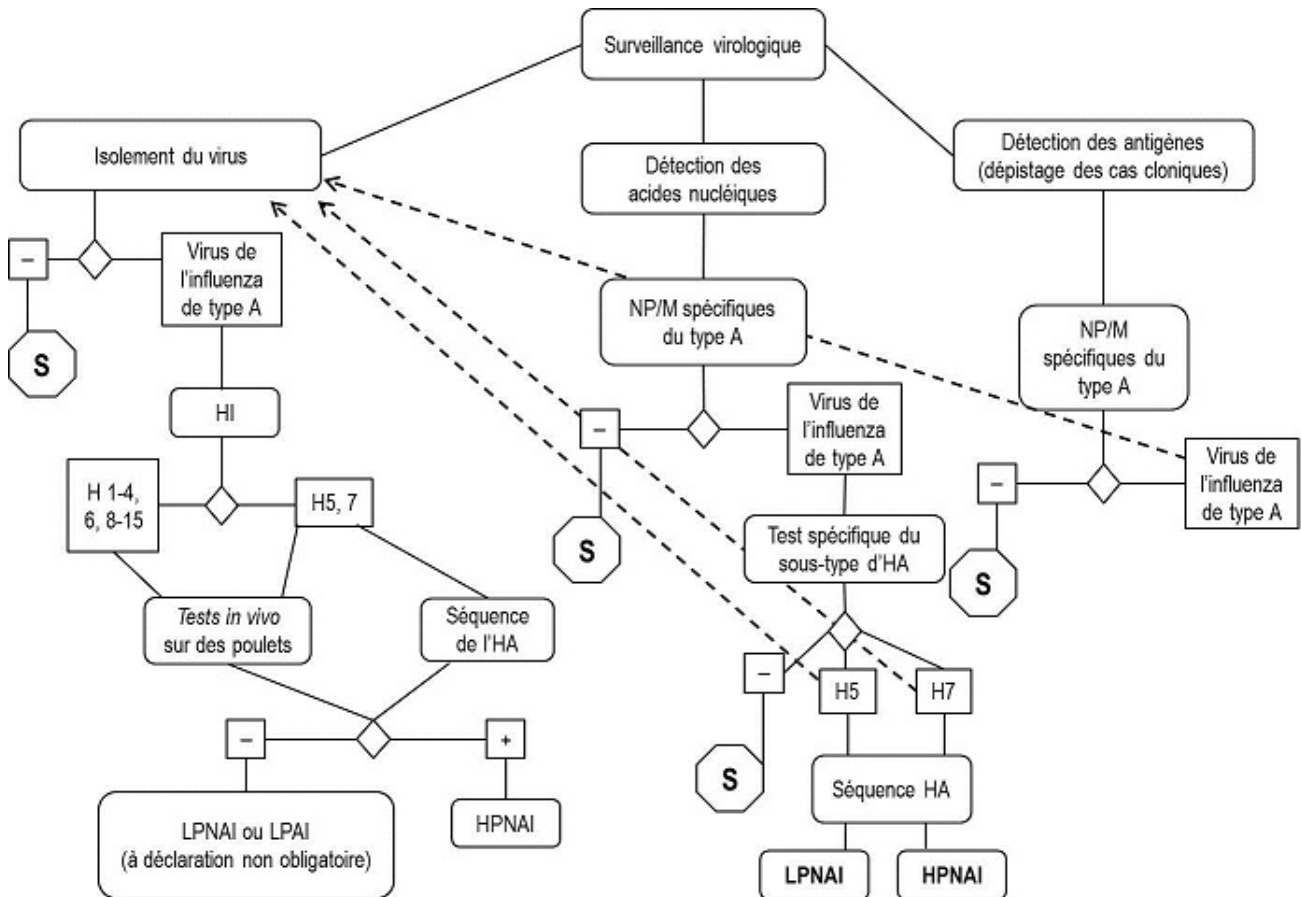 Surveillance virologique
Isolement du virus
Détection des
acides nucléiques
Détection des antigènes
(dépistage des cas cloniques)
–
Virus de
l'influenza
de type A
S
NP/M spécifiques
du type A
NP/M
spécifiques du
type A
HI
–
Virus de
l'influenza
de type A
S
–
Virus de
l'influenza
de type A
S
H 1-4,
6, 8-15
H5, 7
Test spécifique du
sous-type d'HA
Tests in vivo
sur des poulets
Séquence
de l'HA
–
H5
H7
S
–
+
Séquence HA
LPNAI ou LPAI
(à déclaration non obligatoire)
HPNAI
LPNAI
HPNAI